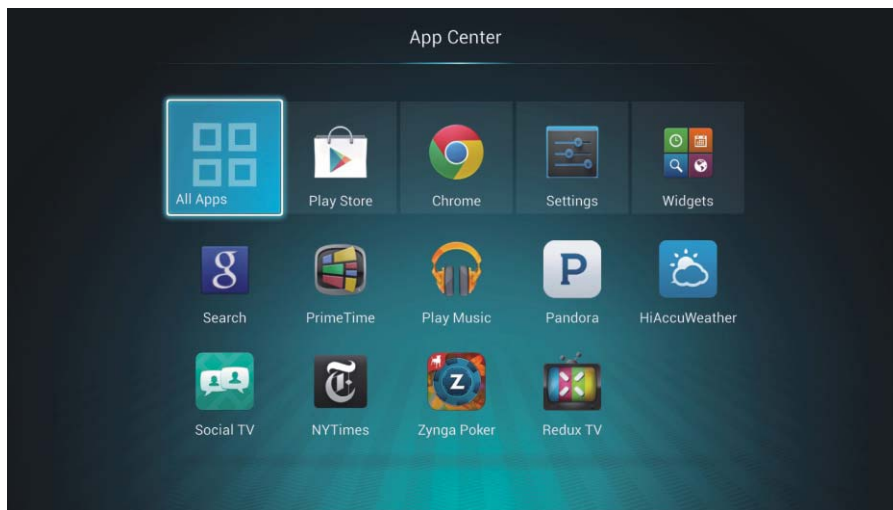 App Center
All Apps
Play Store
Chrome
Settings
Widgets
g
Search
PrimeTime
Play Music
P
Pandora
HiAccuWeather
Social TV
T
NYTimes
Z
Zynga Poker
Redux TV